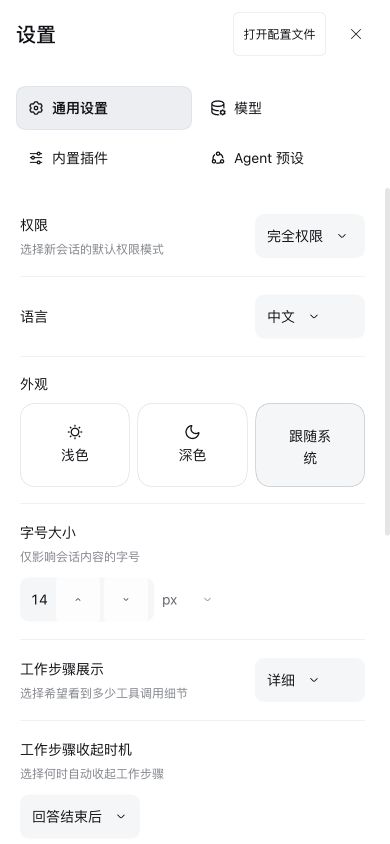 设置
打开配置文件
通用设置
模型
内置插件
Agent 预设
权限
选择新会话的默认权限模式
完全权限
语言
中文
外观
浅色
深色
跟随系
统
字号大小
仅影响会话内容的字号
14
px
工作步骤展示
选择希望看到多少工具调用细节
详细
工作步骤收起时机
选择何时自动收起工作步骤
回答结束后